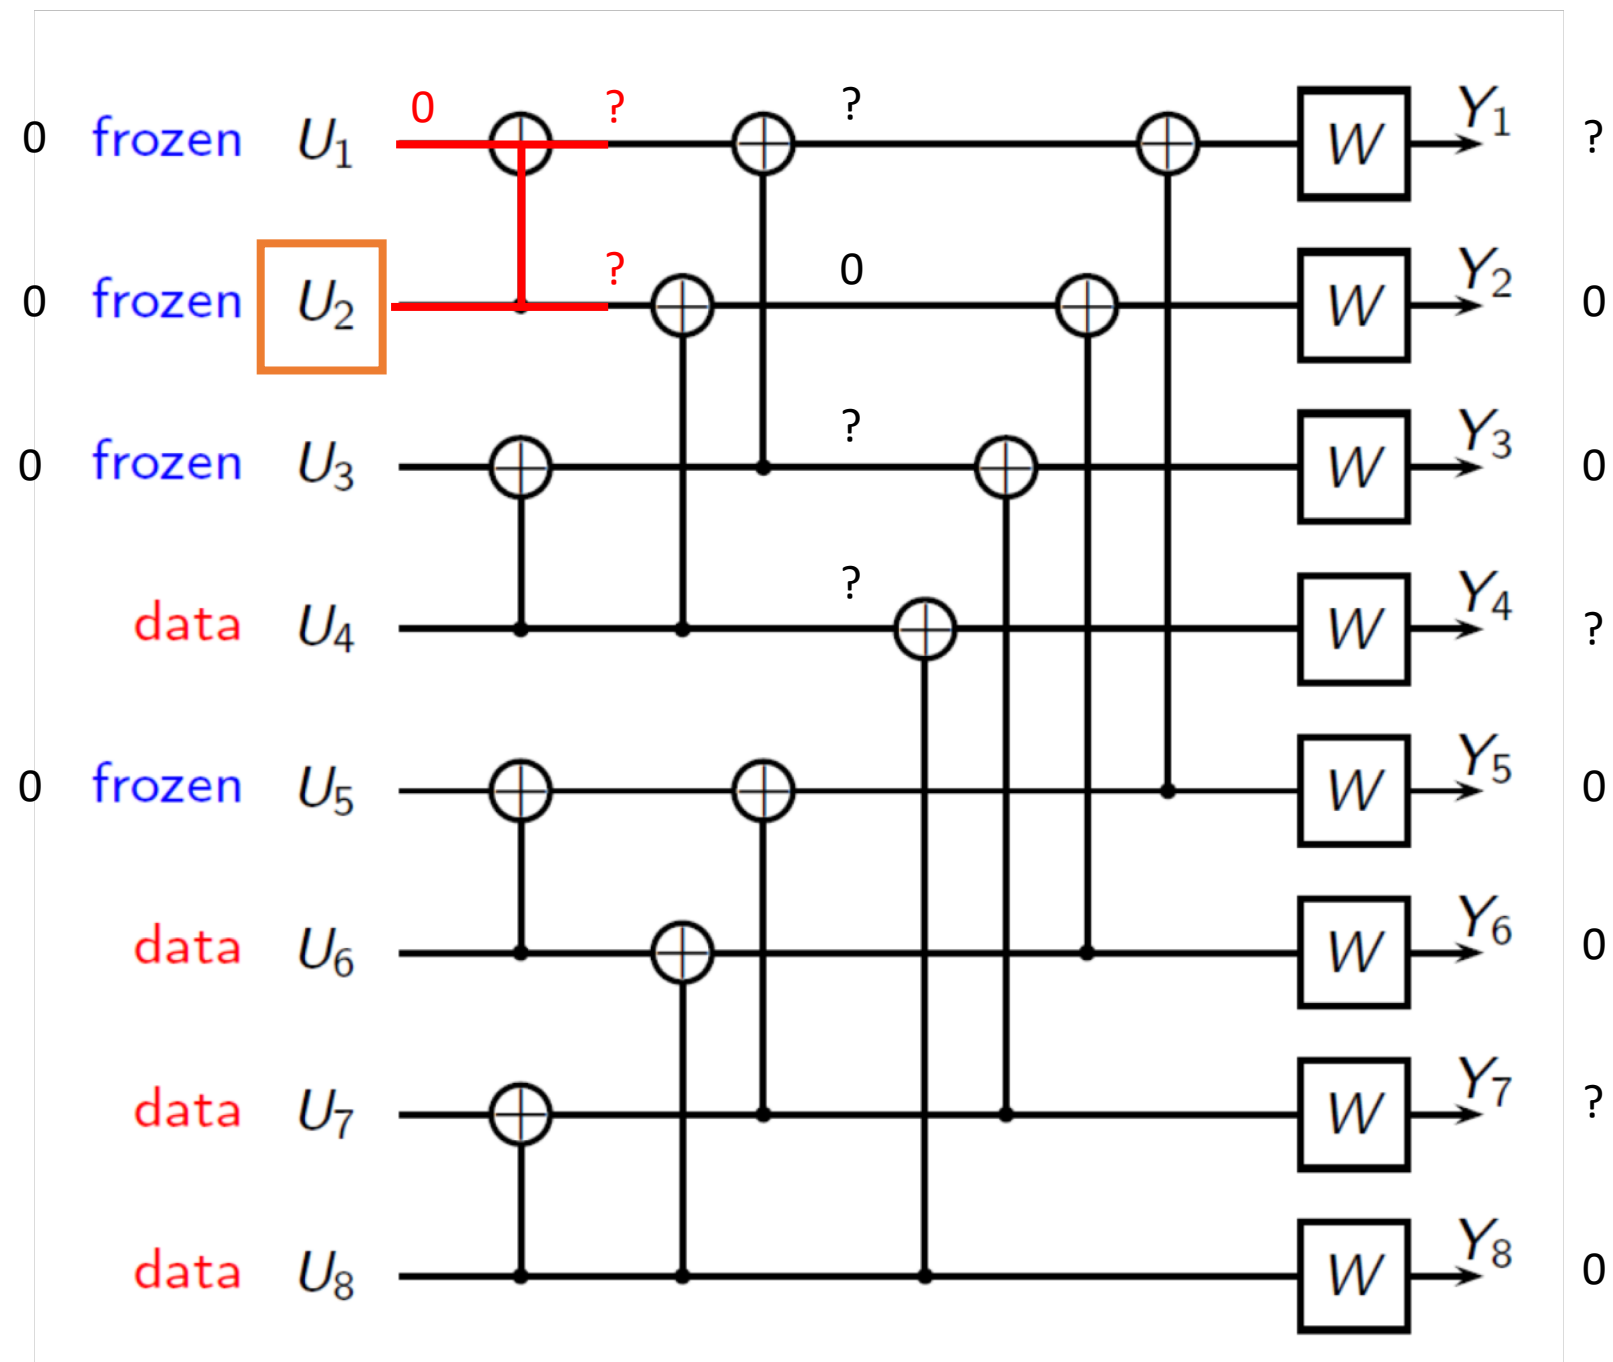 0 ? ?
0 frozen U1 W Y1 ?
? 0
0 frozen U2 W Y2 0
?
0 frozen U3 W Y3 0
?
data U4 W Y4 ?
0 frozen U5 W Y5 0
data U6 W Y6 0
data U7 W Y7 ?
data U8 W Y8 0